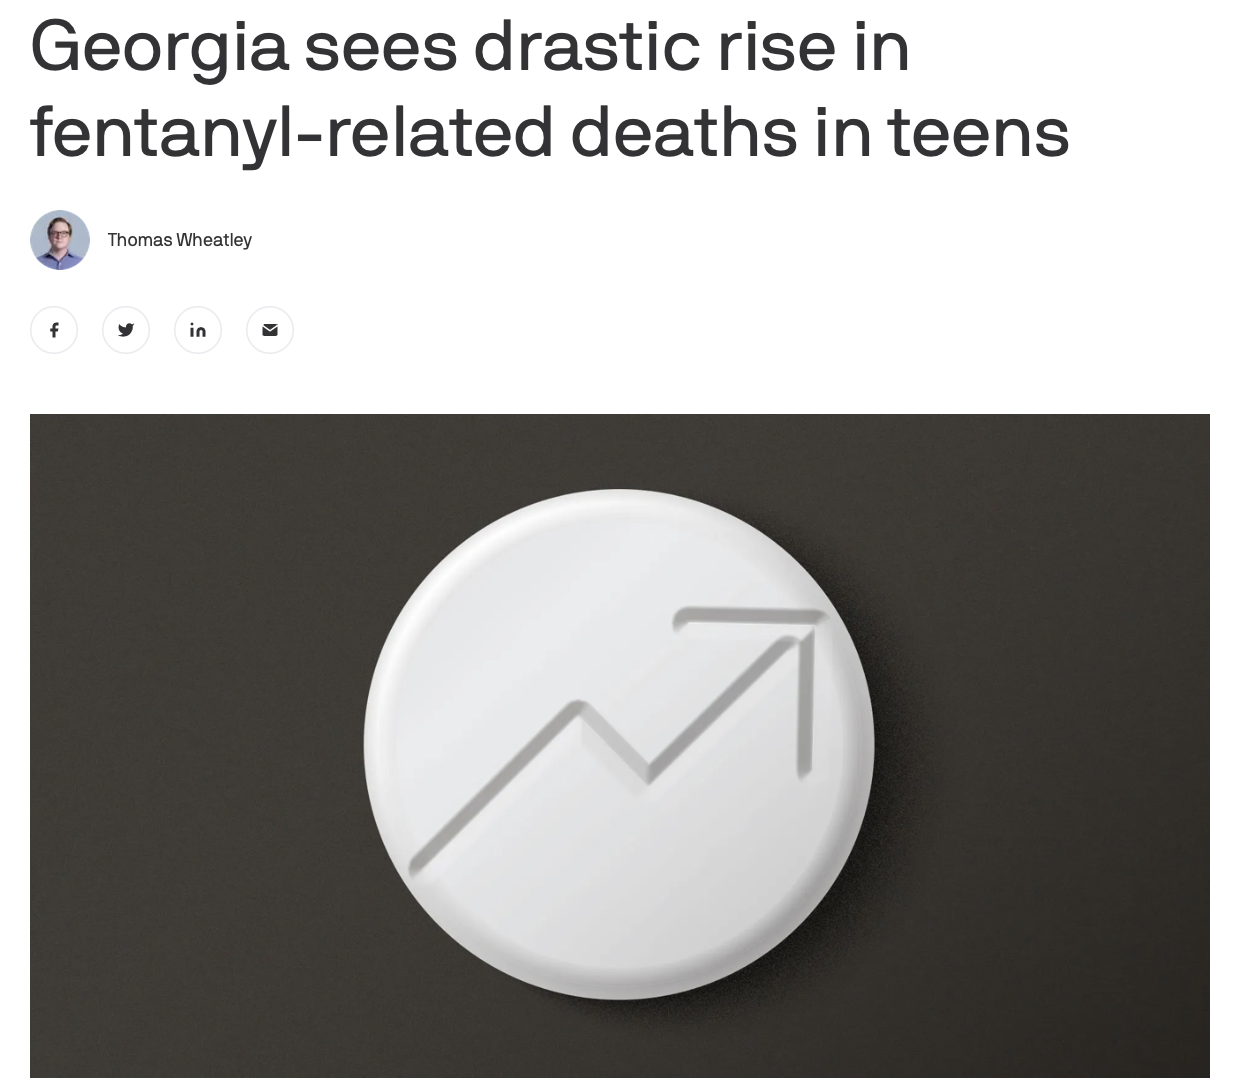 Georgia sees drastic rise in
fentanyl-related deaths in teens
Thomas Wheatley